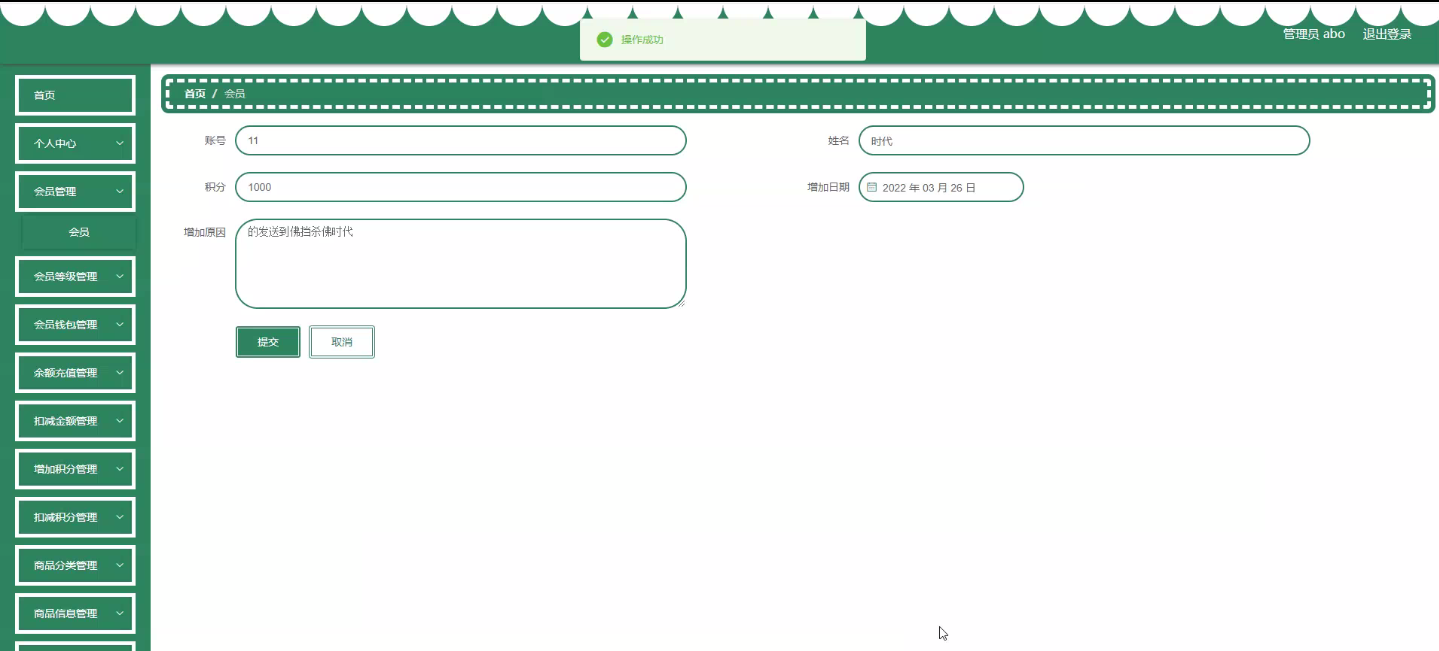 操作成功
管理员 abo 退出登录
首页
个人中心
会员管理
会员
会员等级管理
会员钱包管理
余额充值管理
扣减金额管理
增加积分管理
扣减积分管理
商品分类管理
商品信息管理
首页 / 会员
账号 11
姓名 时代
积分 1000
增加日期 2022 年 03 月 26 日
增加原因 的发送到佛挡杀佛时代
提交 取消